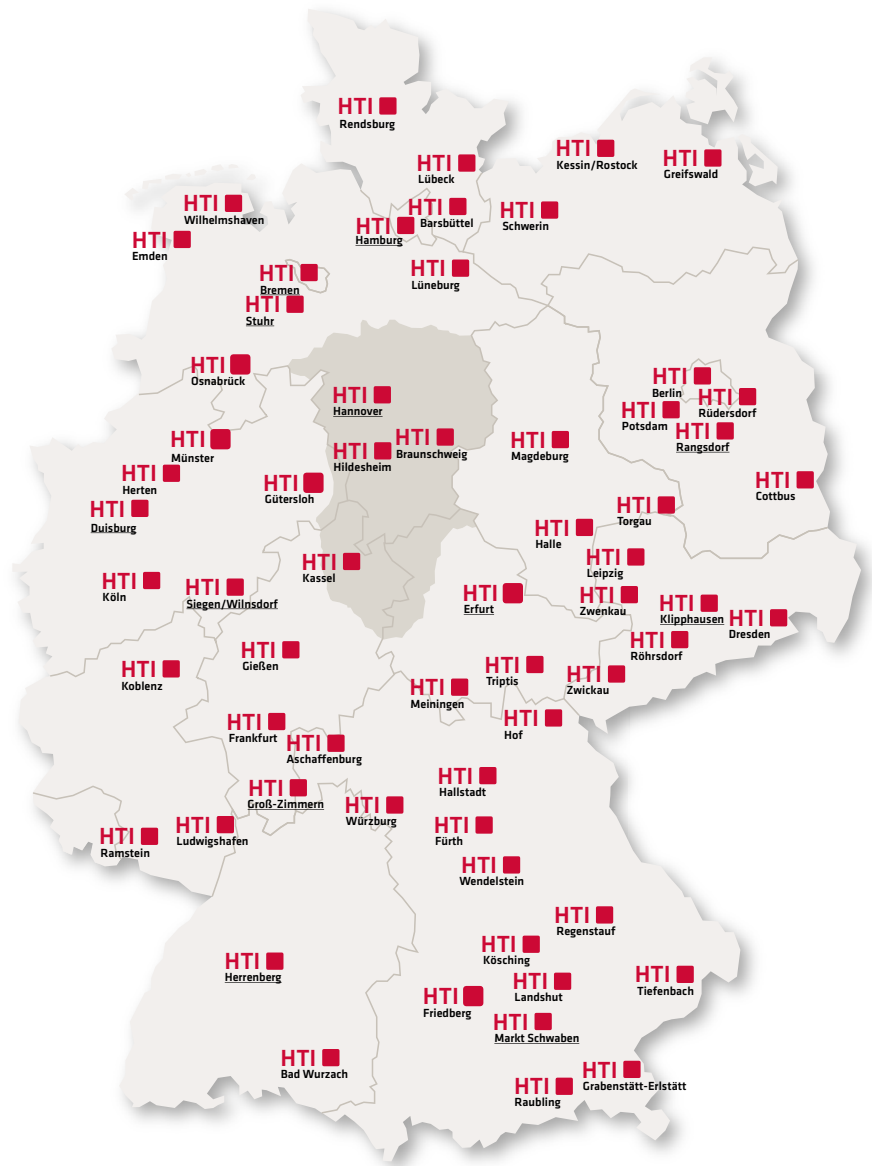 HTI
Rendsburg
HTI
Kessin/Rostock
HTI
Greifswald
HTI
Lübeck
HTI
Wilhelmshaven
HTI
Barsbüttel
HTI
Schwerin
HTI
Hamburg
HTI
Emden
HTI
Lüneburg
HTI
Bremen
HTI
Stuhr
HTI
Osnabrück
HTI
Berlin
HTI
Hannover
HTI
Rüdersdorf
HTI
Potsdam
HTI
Rangsdorf
HTI
Münster
HTI
Braunschweig
HTI
Magdeburg
HTI
Hildesheim
HTI
Herten
HTI
Gütersloh
HTI
Cottbus
HTI
Duisburg
HTI
Torgau
HTI
Halle
HTI
Leipzig
HTI
Kassel
HTI
Köln
HTI
Siegen/Wilnsdorf
HTI
Erfurt
HTI
Zwenkau
HTI
Klipphausen
HTI
Dresden
HTI
Röhrsdorf
HTI
Gießen
HTI
Koblenz
HTI
Triptis
HTI
Zwickau
HTI
Meiningen
HTI
Frankfurt
HTI
Hof
HTI
Aschaffenburg
HTI
Hallstadt
HTI
Groß-Zimmern
HTI
Würzburg
HTI
Ludwigshafen
HTI
Fürth
HTI
Ramstein
HTI
Wendelstein
HTI
Regenstauf
HTI
Kösching
HTI
Herrenberg
HTI
Tiefenbach
HTI
Landshut
HTI
Friedberg
HTI
Markt Schwaben
HTI
Bad Wurzach
HTI
Grabenstätt-Erlstätt
HTI
Raubling